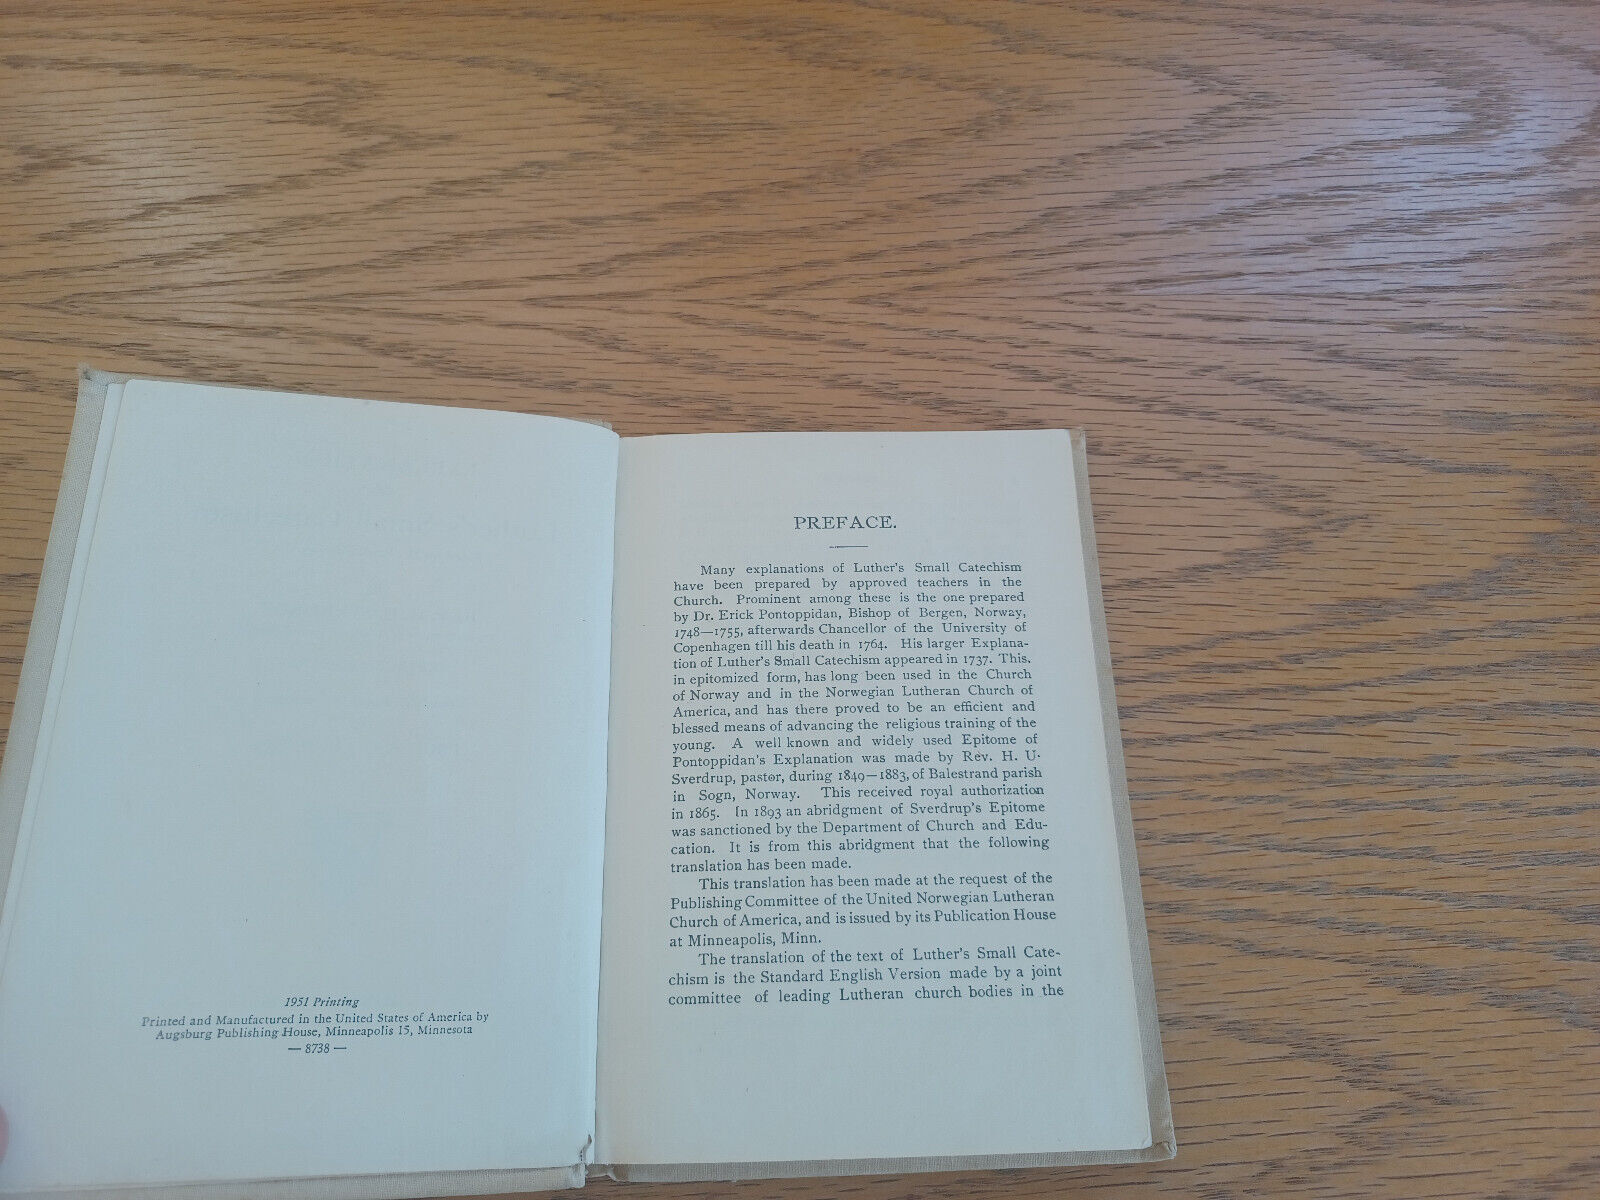 1951 Printing
Printed and Manufactured in the United States of America by
Augsburg Publishing House, Minneapolis 15, Minnesota
— 8738 —
PREFACE.
Many explanations of Luther's Small Catechism
have been prepared by approved teachers in the
Church. Prominent among these is the one prepared
by Dr. Erick Pontoppidan, Bishop of Bergen, Norway,
1748—1755, afterwards Chancellor of the University of
Copenhagen till his death in 1764. His larger Explana-
tion of Luther's Small Catechism appeared in 1737. This.
in epitomized form, has long been used in the Church
of Norway and in the Norwegian Lutheran Church of
America, and has there proved to be an efficient and
blessed means of advancing the religious training of the
young. A well known and widely used Epitome of
Pontoppidan's Explanation was made by Rev. H. U.
Sverdrup, pastor, during 1849—1883, of Balestrand parish
in Sogn, Norway. This received royal authorization
in 1865. In 1893 an abridgment of Sverdrup's Epitome
was sanctioned by the Department of Church and Edu-
cation. It is from this abridgment that the following
translation has been made.
This translation has been made at the request of the
Publishing Committee of the United Norwegian Lutheran
Church of America, and is issued by its Publication House
at Minneapolis, Minn.
The translation of the text of Luther's Small Cate-
chism is the Standard English Version made by a joint
committee of leading Lutheran church bodies in the